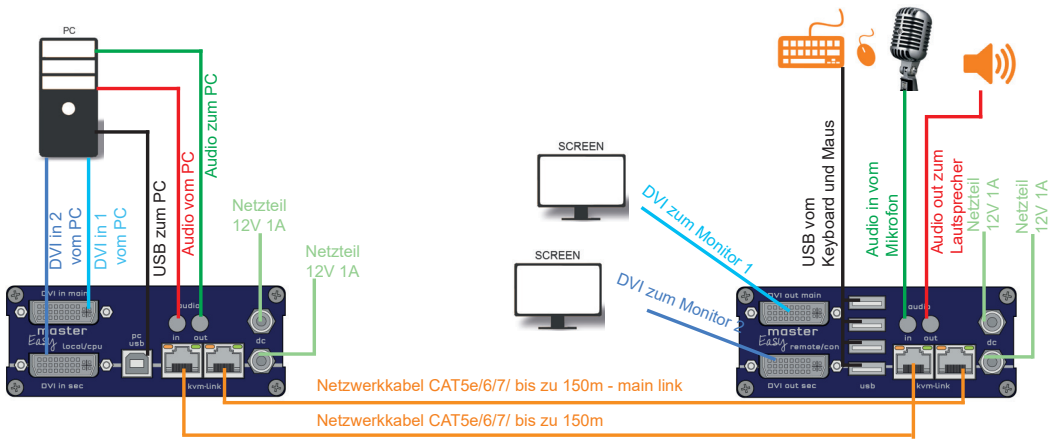 PC
DVI in 2
vom PC
DVI in 1
vom PC
USB zum PC
Audio vom PC
Audio zum PC
Netzteil
12V 1A
Netzteil
12V 1A
DVI in main
audio
master
in
out
Easy
local/cpu
pc
usb
dc
DVI in sec
kvm-link
SCREEN
SCREEN
DVI zum Monitor 1
DVI zum Monitor 2
USB vom
Keyboard und Maus
Audio in vom
Mikrofon
Audio out zum
Lautsprecher
Netzteil
12V 1A
Netzteil
12V 1A
DVI out main
audio
master
in
out
Easy
remote/con
dc
DVI out sec
usb
kvm-link
Netzwerkkabel CAT5e/6/7/ bis zu 150m - main link
Netzwerkkabel CAT5e/6/7/ bis zu 150m